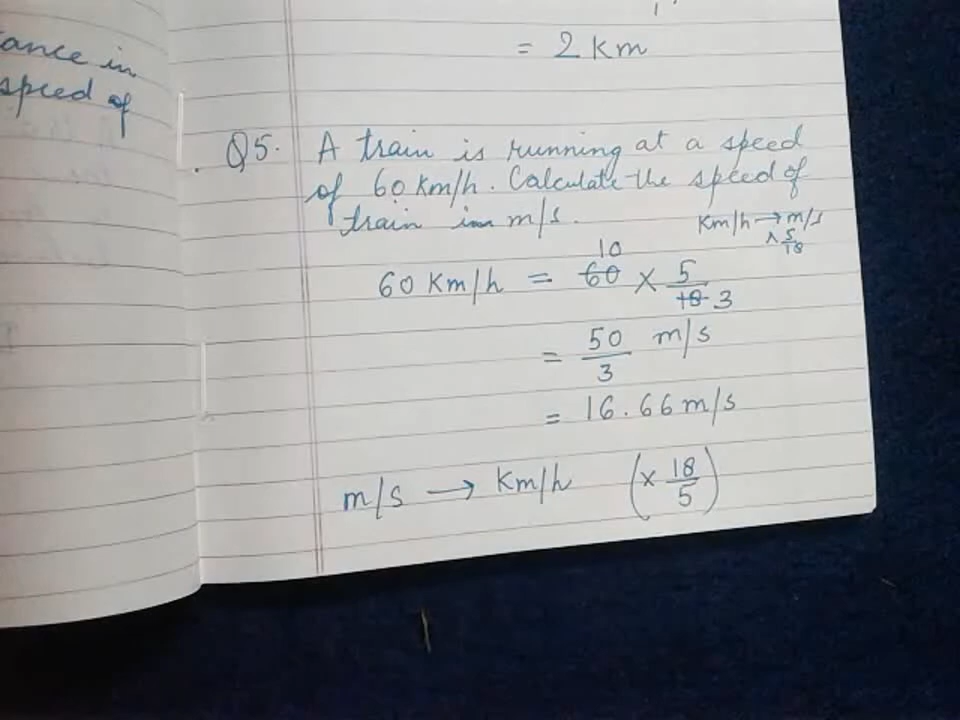 ance in
speed of
= 2 Km
Q5. A train is running at a speed
of 60 Km/h. Calculate the speed of
train in m/s.
Km/h → m/s
× 5/18
10
60 Km/h = 60 × 5/18 3
= 50/3 m/s
= 16.66 m/s
m/s → Km/h (× 18/5)